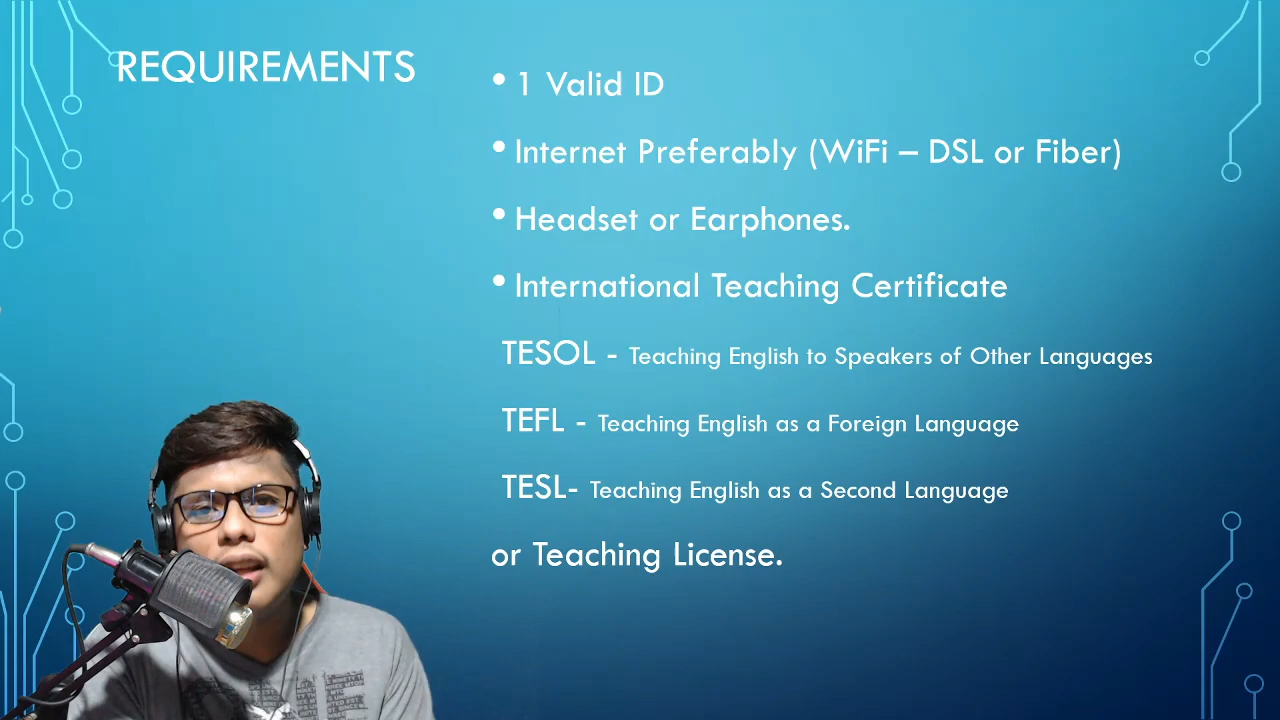 REQUIREMENTS
• 1 Valid ID
• Internet Preferably (WiFi – DSL or Fiber)
• Headset or Earphones.
• International Teaching Certificate
TESOL - Teaching English to Speakers of Other Languages
TEFL - Teaching English as a Foreign Language
TESL- Teaching English as a Second Language
or Teaching License.